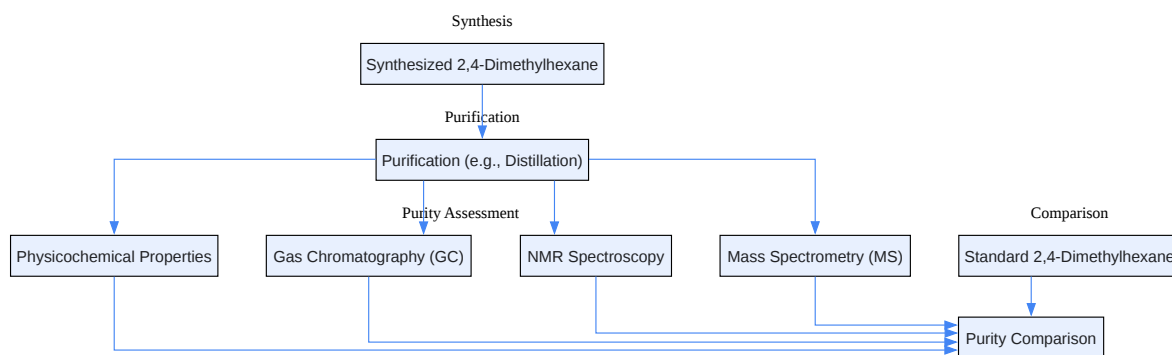 Synthesis
Synthesized 2,4-Dimethylhexane
Purification
Purification (e.g., Distillation)
Purity Assessment
Comparison
Physicochemical Properties
Gas Chromatography (GC)
NMR Spectroscopy
Mass Spectrometry (MS)
Standard 2,4-Dimethylhexane
Purity Comparison